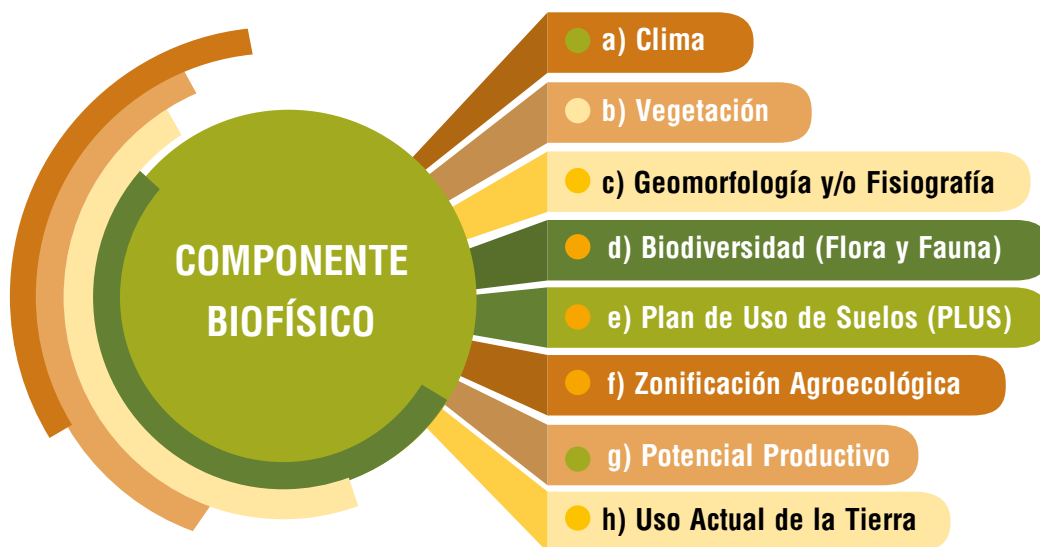 COMPONENTE
BIOFÍSICO
a) Clima
b) Vegetación
c) Geomorfología y/o Fisiografía
d) Biodiversidad (Flora y Fauna)
e) Plan de Uso de Suelos (PLUS)
f) Zonificación Agroecológica
g) Potencial Productivo
h) Uso Actual de la Tierra